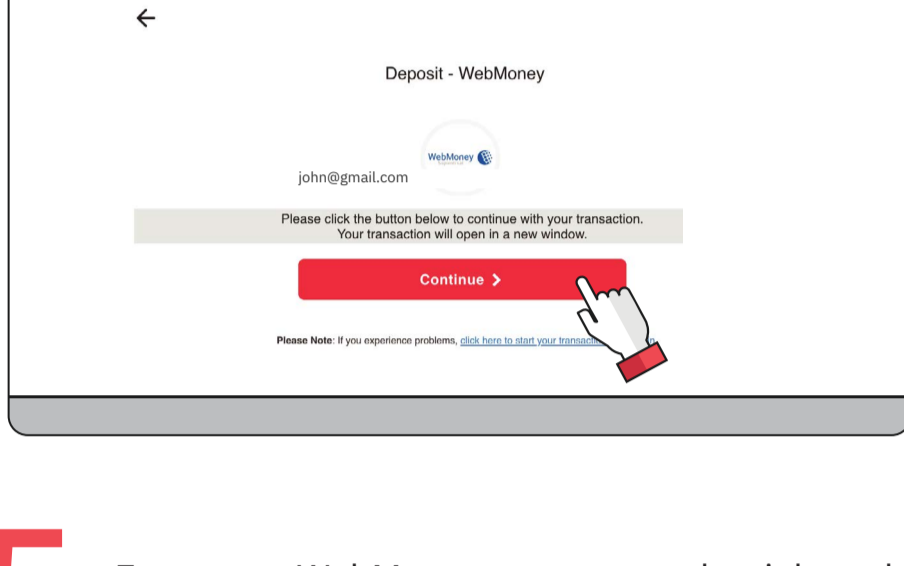 Deposit - WebMoney
WebMoney
john@gmail.com
Please click the button below to continue with your transaction.
Your transaction will open in a new window.
Continue
Please Note: If you experience problems, click here to start your